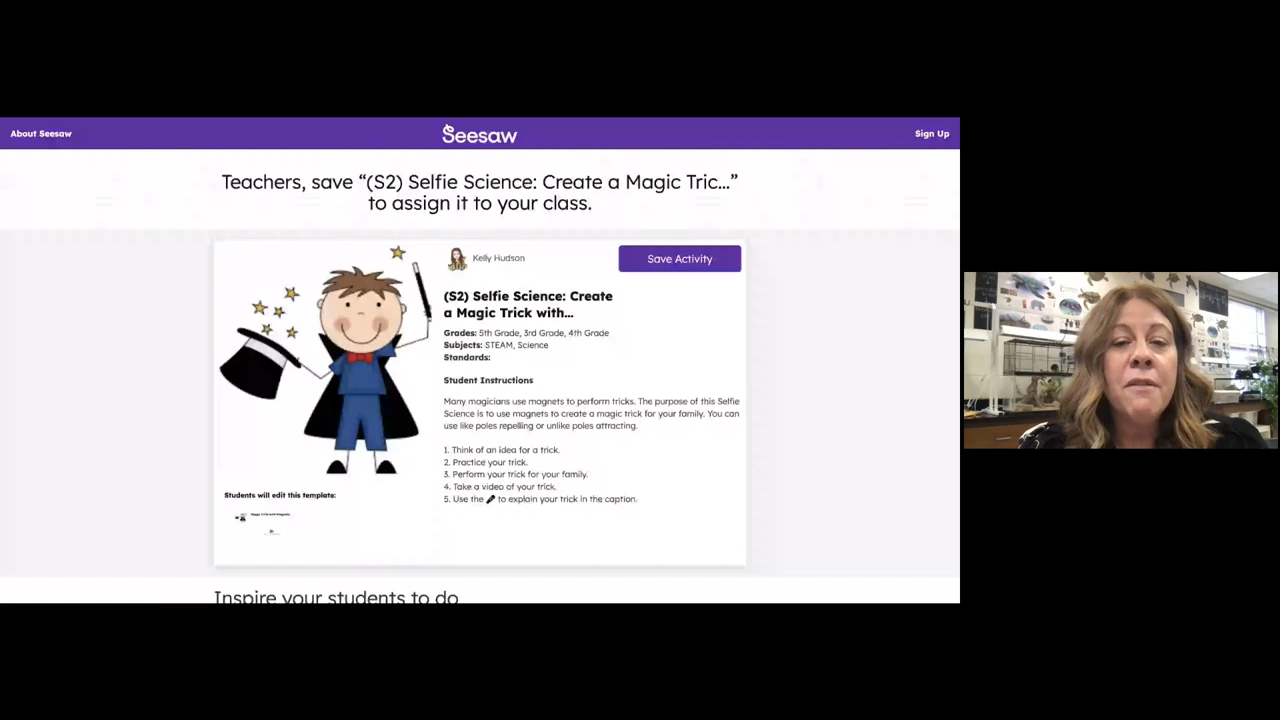 About Seesaw
Seesaw
Sign Up
Teachers, save “(S2) Selfie Science: Create a Magic Tric...”
to assign it to your class.
Kelly Hudson
Save Activity
(S2) Selfie Science: Create
a Magic Trick with...
Grades: 5th Grade, 3rd Grade, 4th Grade
Subjects: STEAM, Science
Standards:
Student Instructions
Many magicians use magnets to perform tricks. The purpose of this Selfie
Science is to use magnets to create a magic trick for your family. You can
use like poles repelling or unlike poles attracting.
1. Think of an idea for a trick.
2. Practice your trick.
3. Perform your trick for your family.
4. Take a video of your trick.
5. Use the to explain your trick in the caption.
Students will edit this template:
Inspire your students to do